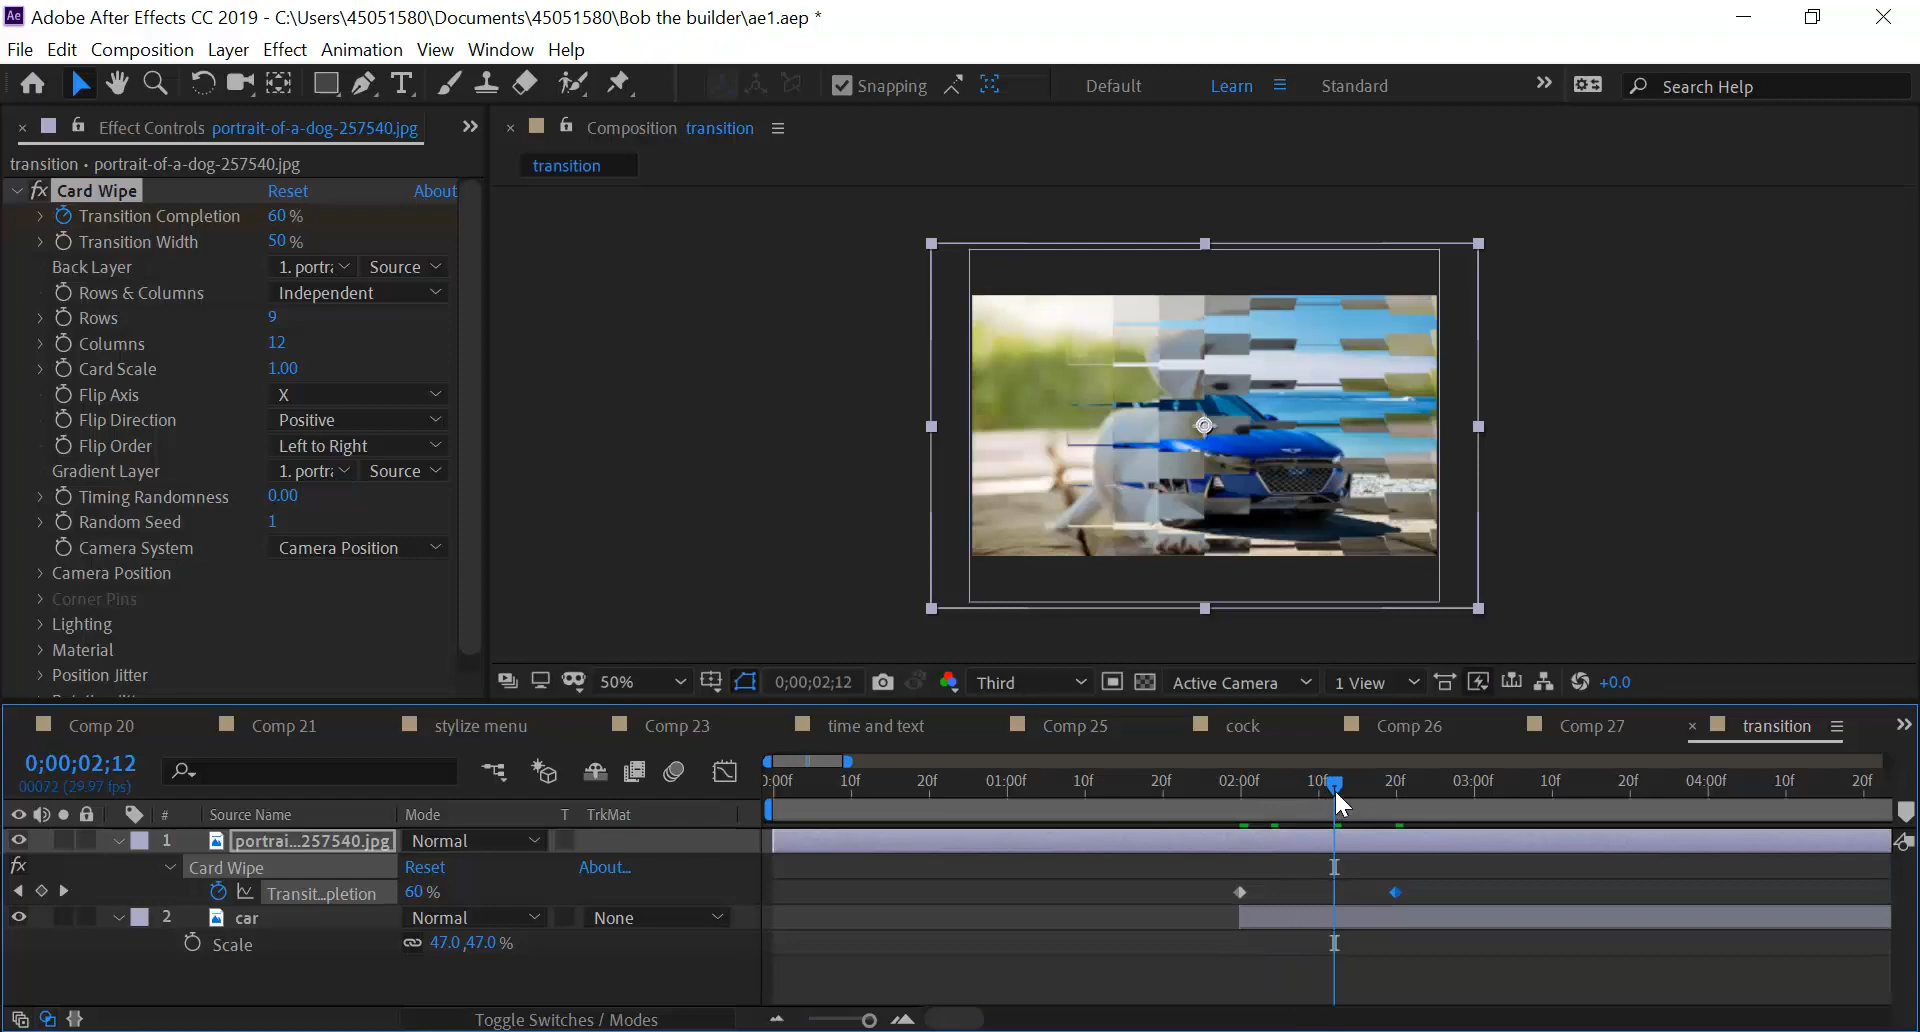 Ae Adobe After Effects CC 2019 - C:\Users\45051580\Documents\45051580\Bob the builder\ae1.aep *
File Edit Composition Layer Effect Animation View Window Help
Snapping Default Learn Standard Search Help
Effect Controls portrait-of-a-dog-257540.jpg
Composition transition
transition • portrait-of-a-dog-257540.jpg
transition
fx Card Wipe Reset About
Transition Completion 60 %
Transition Width 50 %
Back Layer 1. portra Source
Rows & Columns Independent
Rows 9
Columns 12
Card Scale 1.00
Flip Axis X
Flip Direction Positive
Flip Order Left to Right
Gradient Layer 1. portra Source
Timing Randomness 0.00
Random Seed 1
Camera System Camera Position
Camera Position
Corner Pins
Lighting
Material
Position Jitter
50% 0;00;02;12 Third Active Camera 1 View +0.0
Comp 20 Comp 21 stylize menu Comp 23 time and text Comp 25 cock Comp 26 Comp 27 transition
0;00;02;12
00072 (29.97 fps)
0:00f 10f 20f 01:00f 10f 20f 02:00f 10f 20f 03:00f 10f 20f 04:00f 10f 20f
# Source Name Mode T TrkMat
1 portrai...257540.jpg Normal
fx Card Wipe Reset About...
Transit...pletion 60 %
2 car Normal None
Scale 47.0,47.0 %
Toggle Switches / Modes